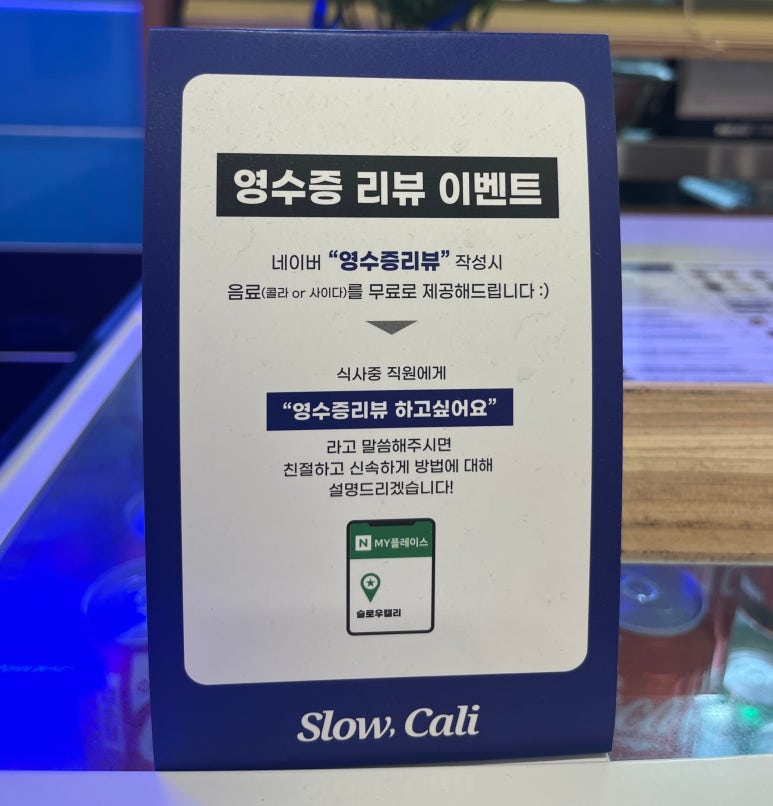 영수증 리뷰 이벤트
네이버 “영수증리뷰” 작성시
음료(콜라 or 사이다)를 무료로 제공해드립니다 :)
식사중 직원에게
“영수증리뷰 하고싶어요”
라고 말씀해주시면
친절하고 신속하게 방법에 대해
설명드리겠습니다!
N MY플레이스
슬로우캘리
Slow, Cali